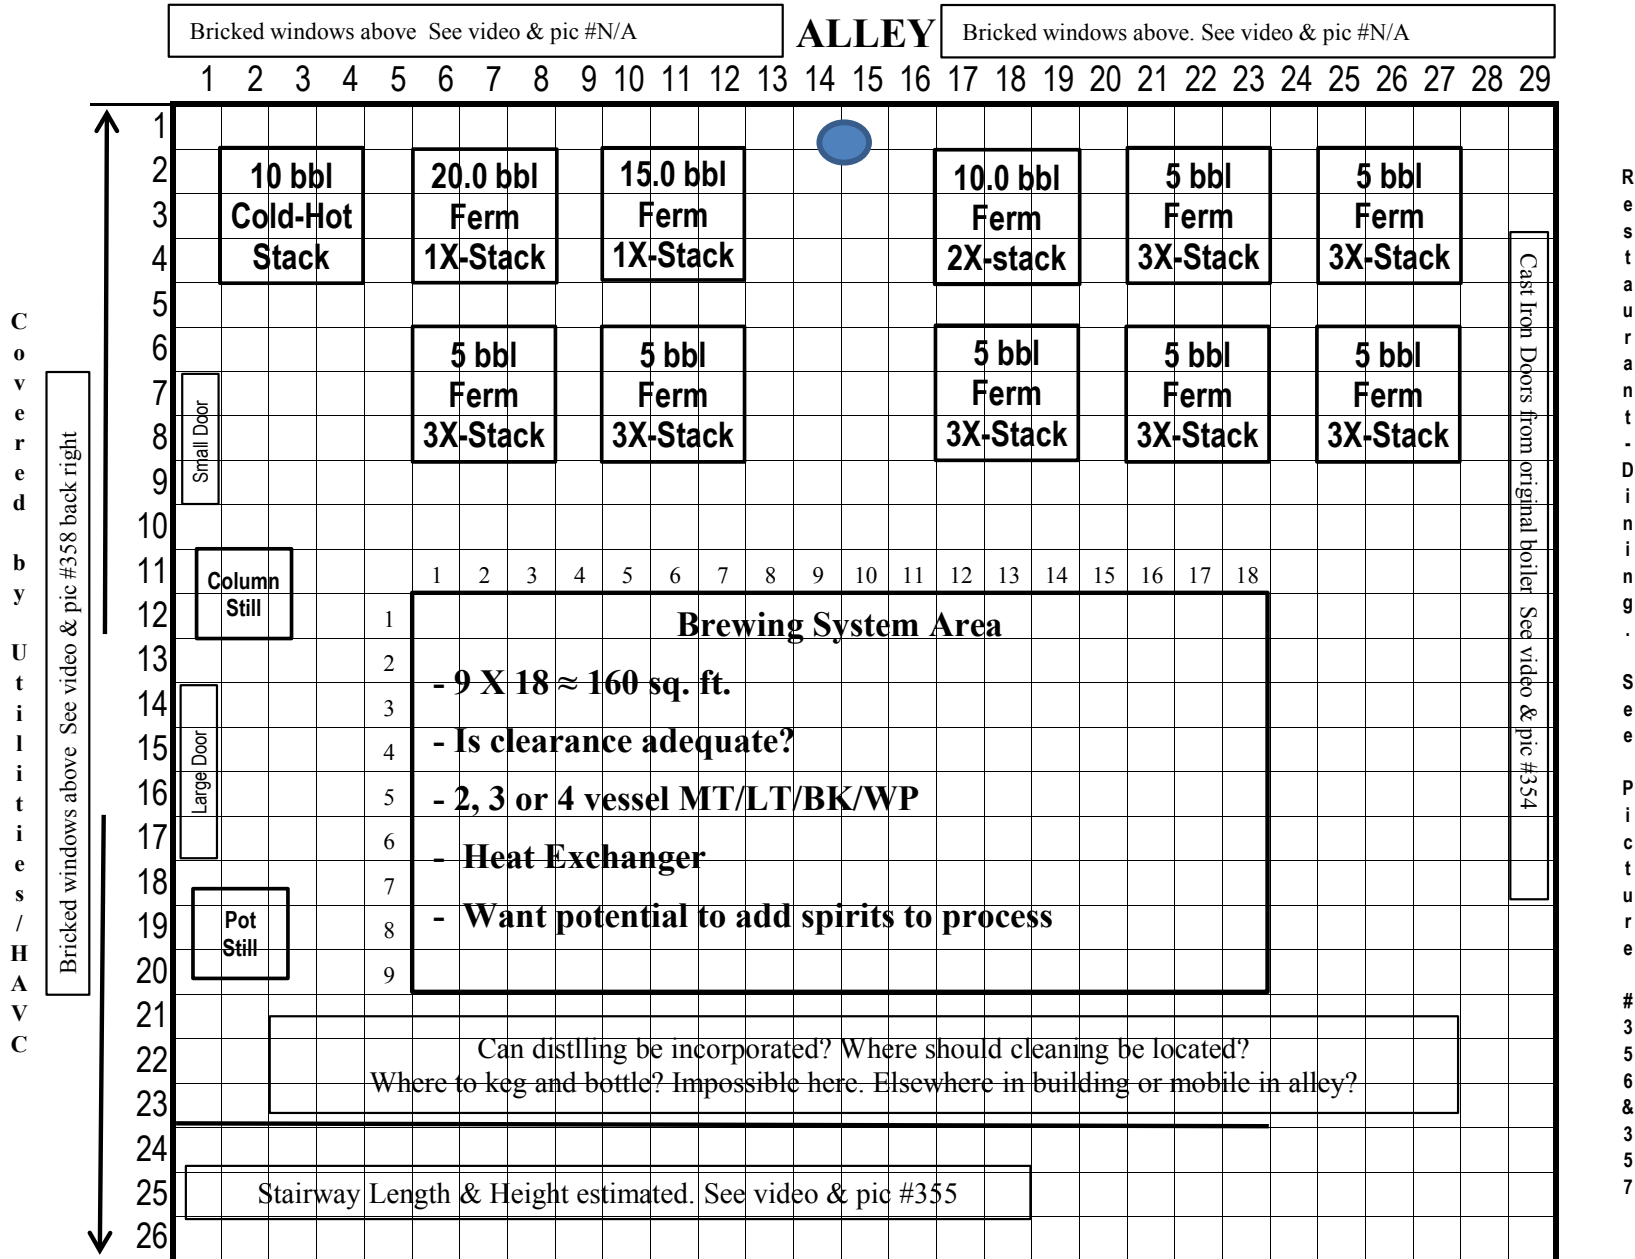 Bricked windows above  See video & pic #N/A
ALLEY
Bricked windows above. See video & pic #N/A
1 2 3 4 5 6 7 8 9 10 11 12 13 14 15 16 17 18 19 20 21 22 23 24 25 26 27 28 29
1
2
3
4
5
6
7
8
9
10
11
12
13
14
15
16
17
18
19
20
21
22
23
24
25
26
10 bbl
Cold-Hot
Stack
20.0 bbl
Ferm
1X-Stack
15.0 bbl
Ferm
1X-Stack
10.0 bbl
Ferm
2X-stack
5 bbl
Ferm
3X-Stack
5 bbl
Ferm
3X-Stack
5 bbl
Ferm
3X-Stack
5 bbl
Ferm
3X-Stack
5 bbl
Ferm
3X-Stack
5 bbl
Ferm
3X-Stack
5 bbl
Ferm
3X-Stack
Covered by Utilities/HAVC
Bricked windows above  See video & pic #358 back right
Small Door
Column
Still
Large Door
Pot
Still
1 2 3 4 5 6 7 8 9 10 11 12 13 14 15 16 17 18
1
2
3
4
5
6
7
8
9
Brewing System Area
- 9 X 18 ≈ 160 sq. ft.
- Is clearance adequate?
- 2, 3 or 4 vessel MT/LT/BK/WP
- Heat Exchanger
- Want potential to add spirits to process
Can distlling be incorporated? Where should cleaning be located?
Where to keg and bottle? Impossible here. Elsewhere in building or mobile in alley?
Stairway Length & Height estimated. See video & pic #355
Cast Iron Doors from original boiler  See video & pic #354
Restaurant-Dining. See Picture #356&357